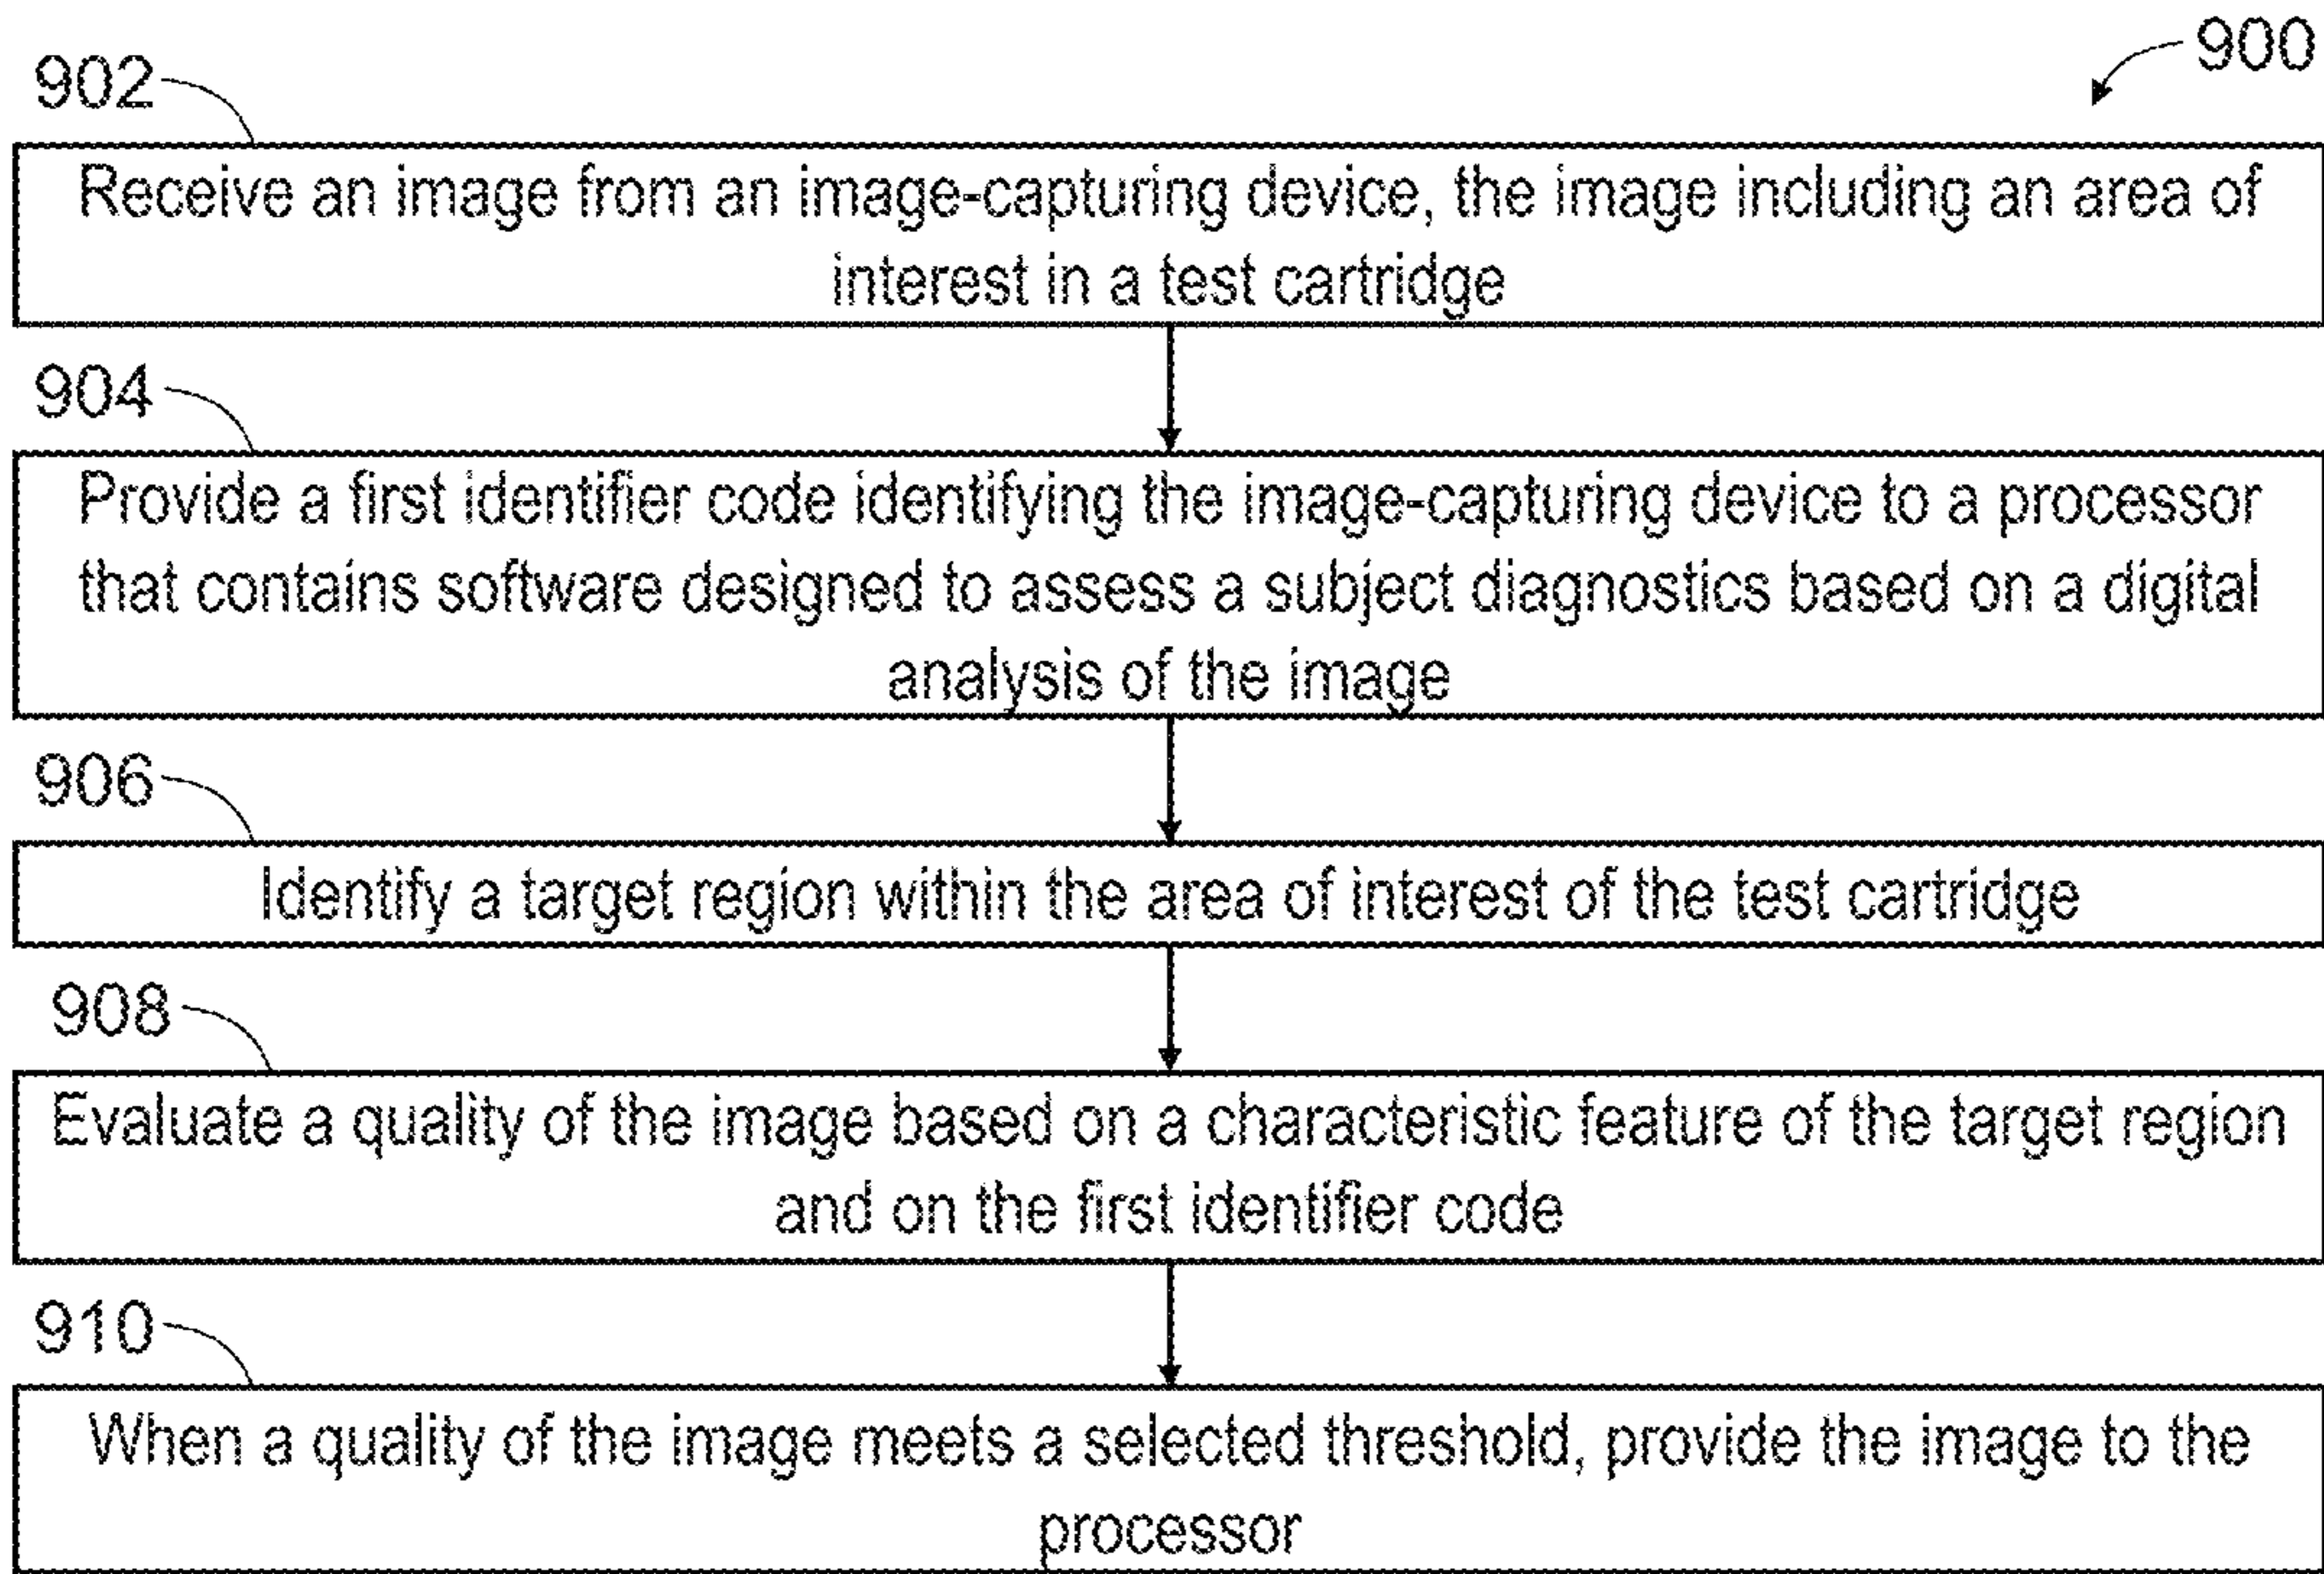 900
902
Receive an image from an image-capturing device, the image including an area of
interest in a test cartridge
904
Provide a first identifier code identifying the image-capturing device to a processor
that contains software designed to assess a subject diagnostics based on a digital
analysis of the image
906
Identify a target region within the area of interest of the test cartridge
908
Evaluate a quality of the image based on a characteristic feature of the target region
and on the first identifier code
910
When a quality of the image meets a selected threshold, provide the image to the
processor